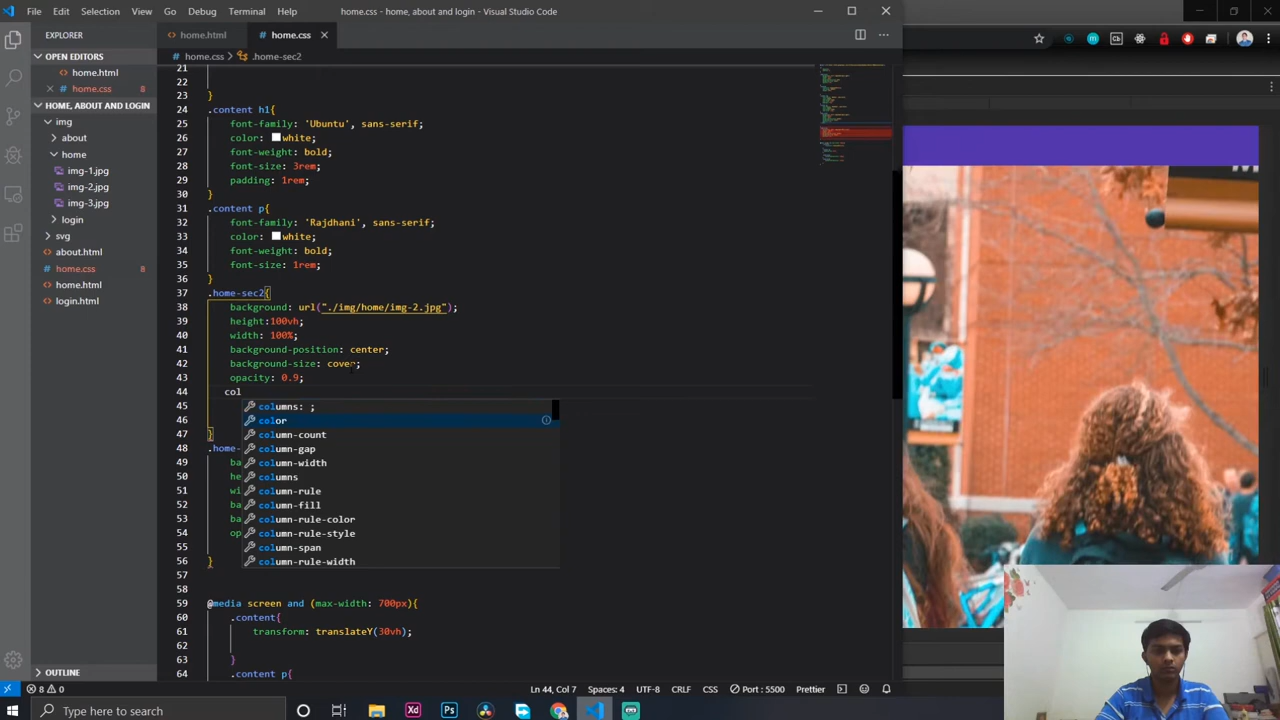 File Edit Selection View Go Debug Terminal Help home.css - home, about and login - Visual Studio Code
EXPLORER home.html home.css
OPEN EDITORS home.css > .home-sec2
home.html
home.css 8
HOME, ABOUT AND LOGIN
img
about
home
img-1.jpg
img-2.jpg
img-3.jpg
login
svg
about.html
home.css 8
home.html
login.html
OUTLINE
21
22
23 }
24 .content h1{
25 font-family: 'Ubuntu', sans-serif;
26 color: white;
27 font-weight: bold;
28 font-size: 3rem;
29 padding: 1rem;
30 }
31 .content p{
32 font-family: 'Rajdhani', sans-serif;
33 color: white;
34 font-weight: bold;
35 font-size: 1rem;
36 }
37 .home-sec2{
38 background: url("./img/home/img-2.jpg");
39 height:100vh;
40 width: 100%;
41 background-position: center;
42 background-size: cover;
43 opacity: 0.9;
44 col
45 columns: ;
46 color
47 } column-count
48 .home- column-gap
49 ba column-width
50 he columns
51 wi column-rule
52 ba column-fill
53 ba column-rule-color
54 op column-rule-style
55 column-span
56 } column-rule-width
57
58
59 @media screen and (max-width: 700px){
60 .content{
61 transform: translateY(30vh);
62
63 }
64 .content p{
8 0 Ln 44, Col 7 Spaces: 4 UTF-8 CRLF CSS Port : 5500 Prettier
Type here to search